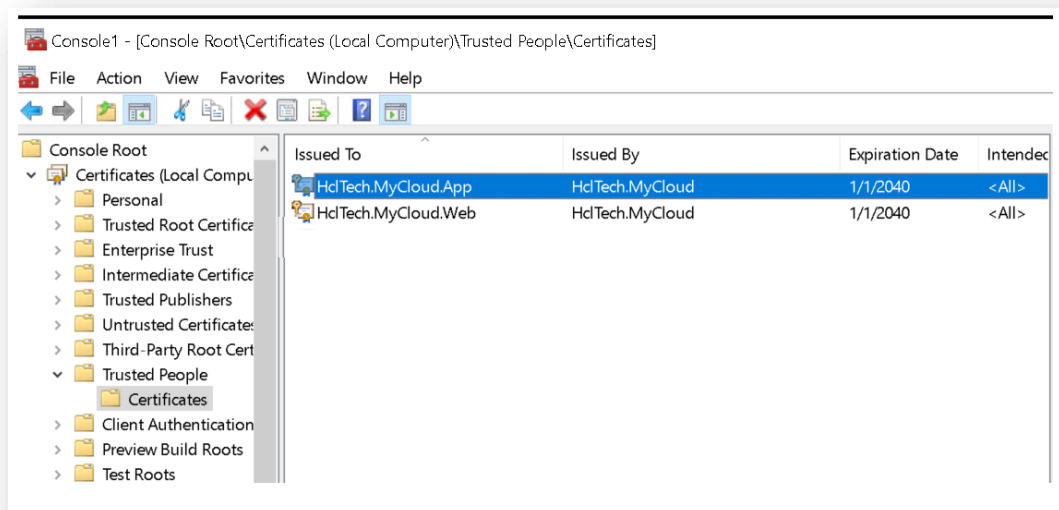 Console1 - [Console Root\Certificates (Local Computer)\Trusted People\Certificates]
File Action View Favorites Window Help
Console Root
Certificates (Local Compu
Personal
Trusted Root Certifica
Enterprise Trust
Intermediate Certifica
Trusted Publishers
Untrusted Certificates
Third-Party Root Cert
Trusted People
Certificates
Client Authentication
Preview Build Roots
Test Roots
Issued To Issued By Expiration Date Intended
HclTech.MyCloud.App HclTech.MyCloud 1/1/2040 <All>
HclTech.MyCloud.Web HclTech.MyCloud 1/1/2040 <All>